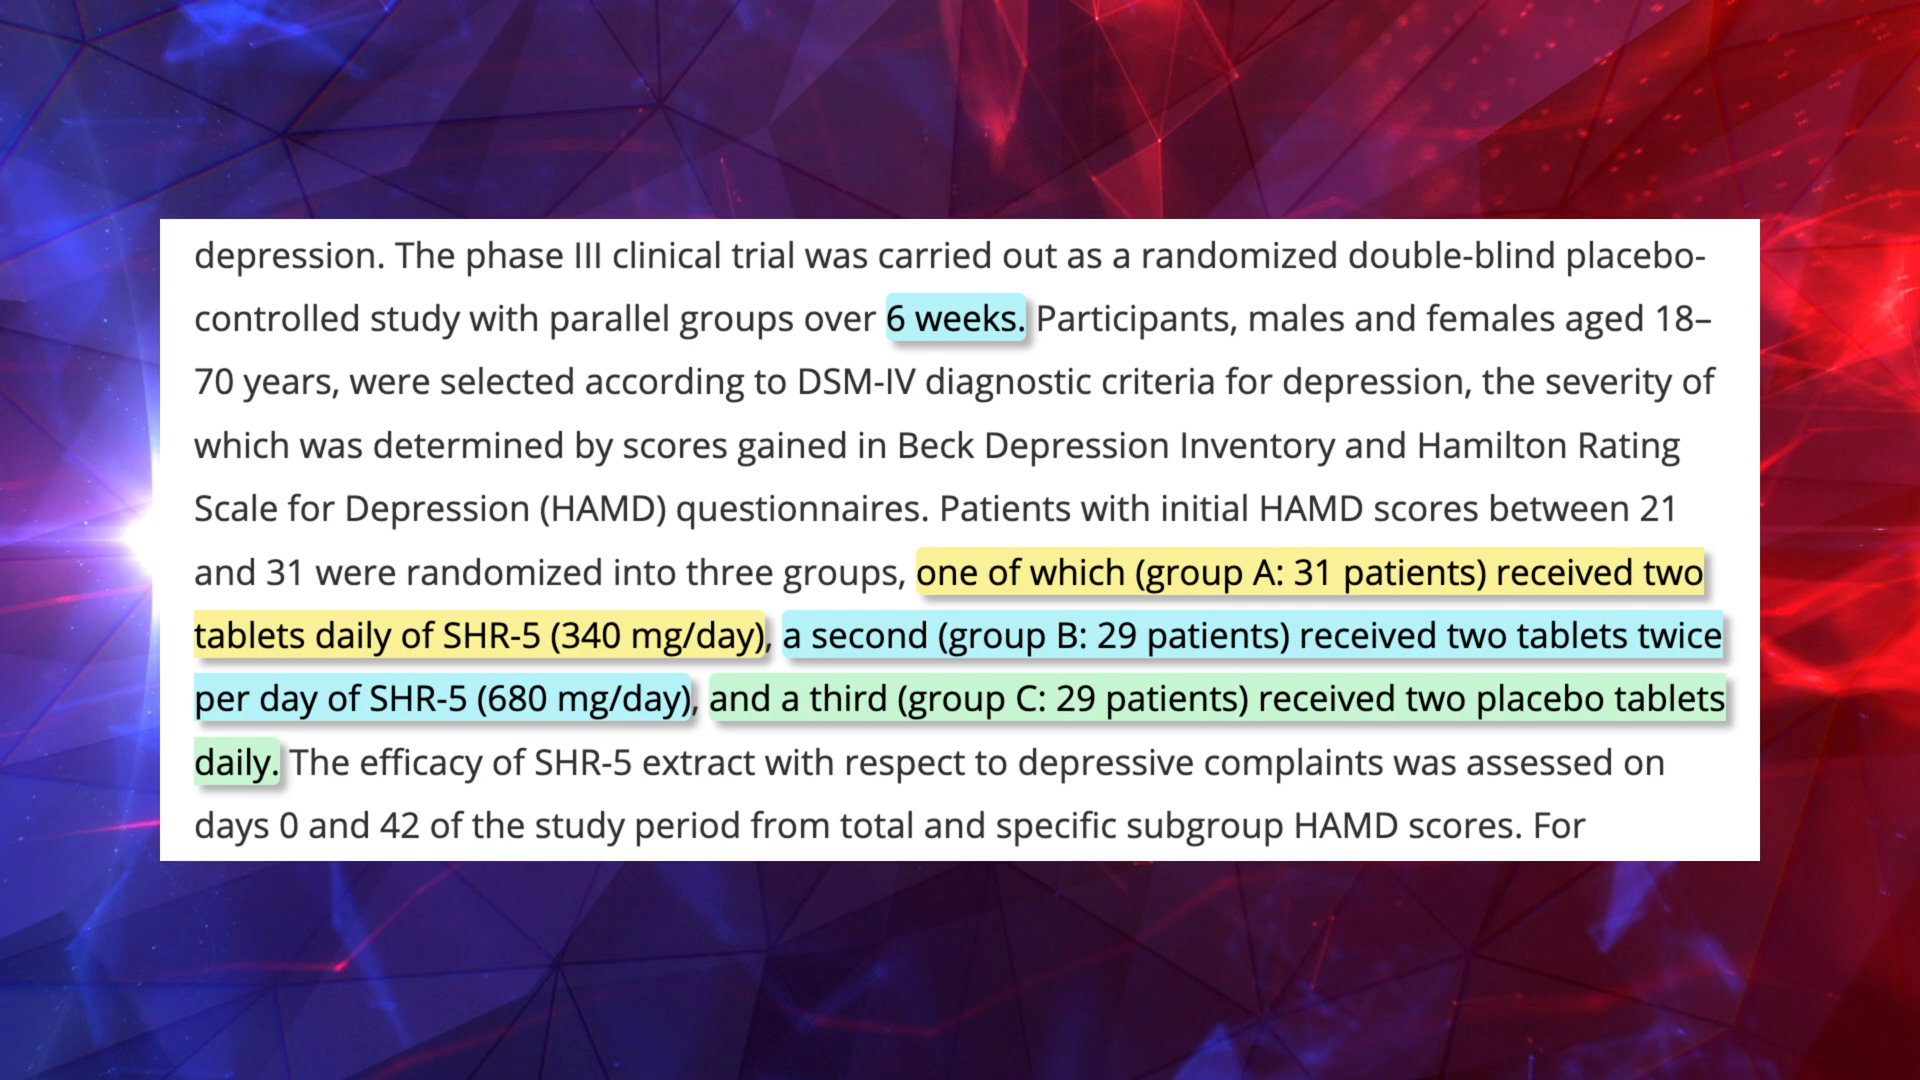 depression. The phase III clinical trial was carried out as a randomized double-blind placebo-
controlled study with parallel groups over 6 weeks. Participants, males and females aged 18–
70 years, were selected according to DSM-IV diagnostic criteria for depression, the severity of
which was determined by scores gained in Beck Depression Inventory and Hamilton Rating
Scale for Depression (HAMD) questionnaires. Patients with initial HAMD scores between 21
and 31 were randomized into three groups, one of which (group A: 31 patients) received two
tablets daily of SHR-5 (340 mg/day), a second (group B: 29 patients) received two tablets twice
per day of SHR-5 (680 mg/day), and a third (group C: 29 patients) received two placebo tablets
daily. The efficacy of SHR-5 extract with respect to depressive complaints was assessed on
days 0 and 42 of the study period from total and specific subgroup HAMD scores. For